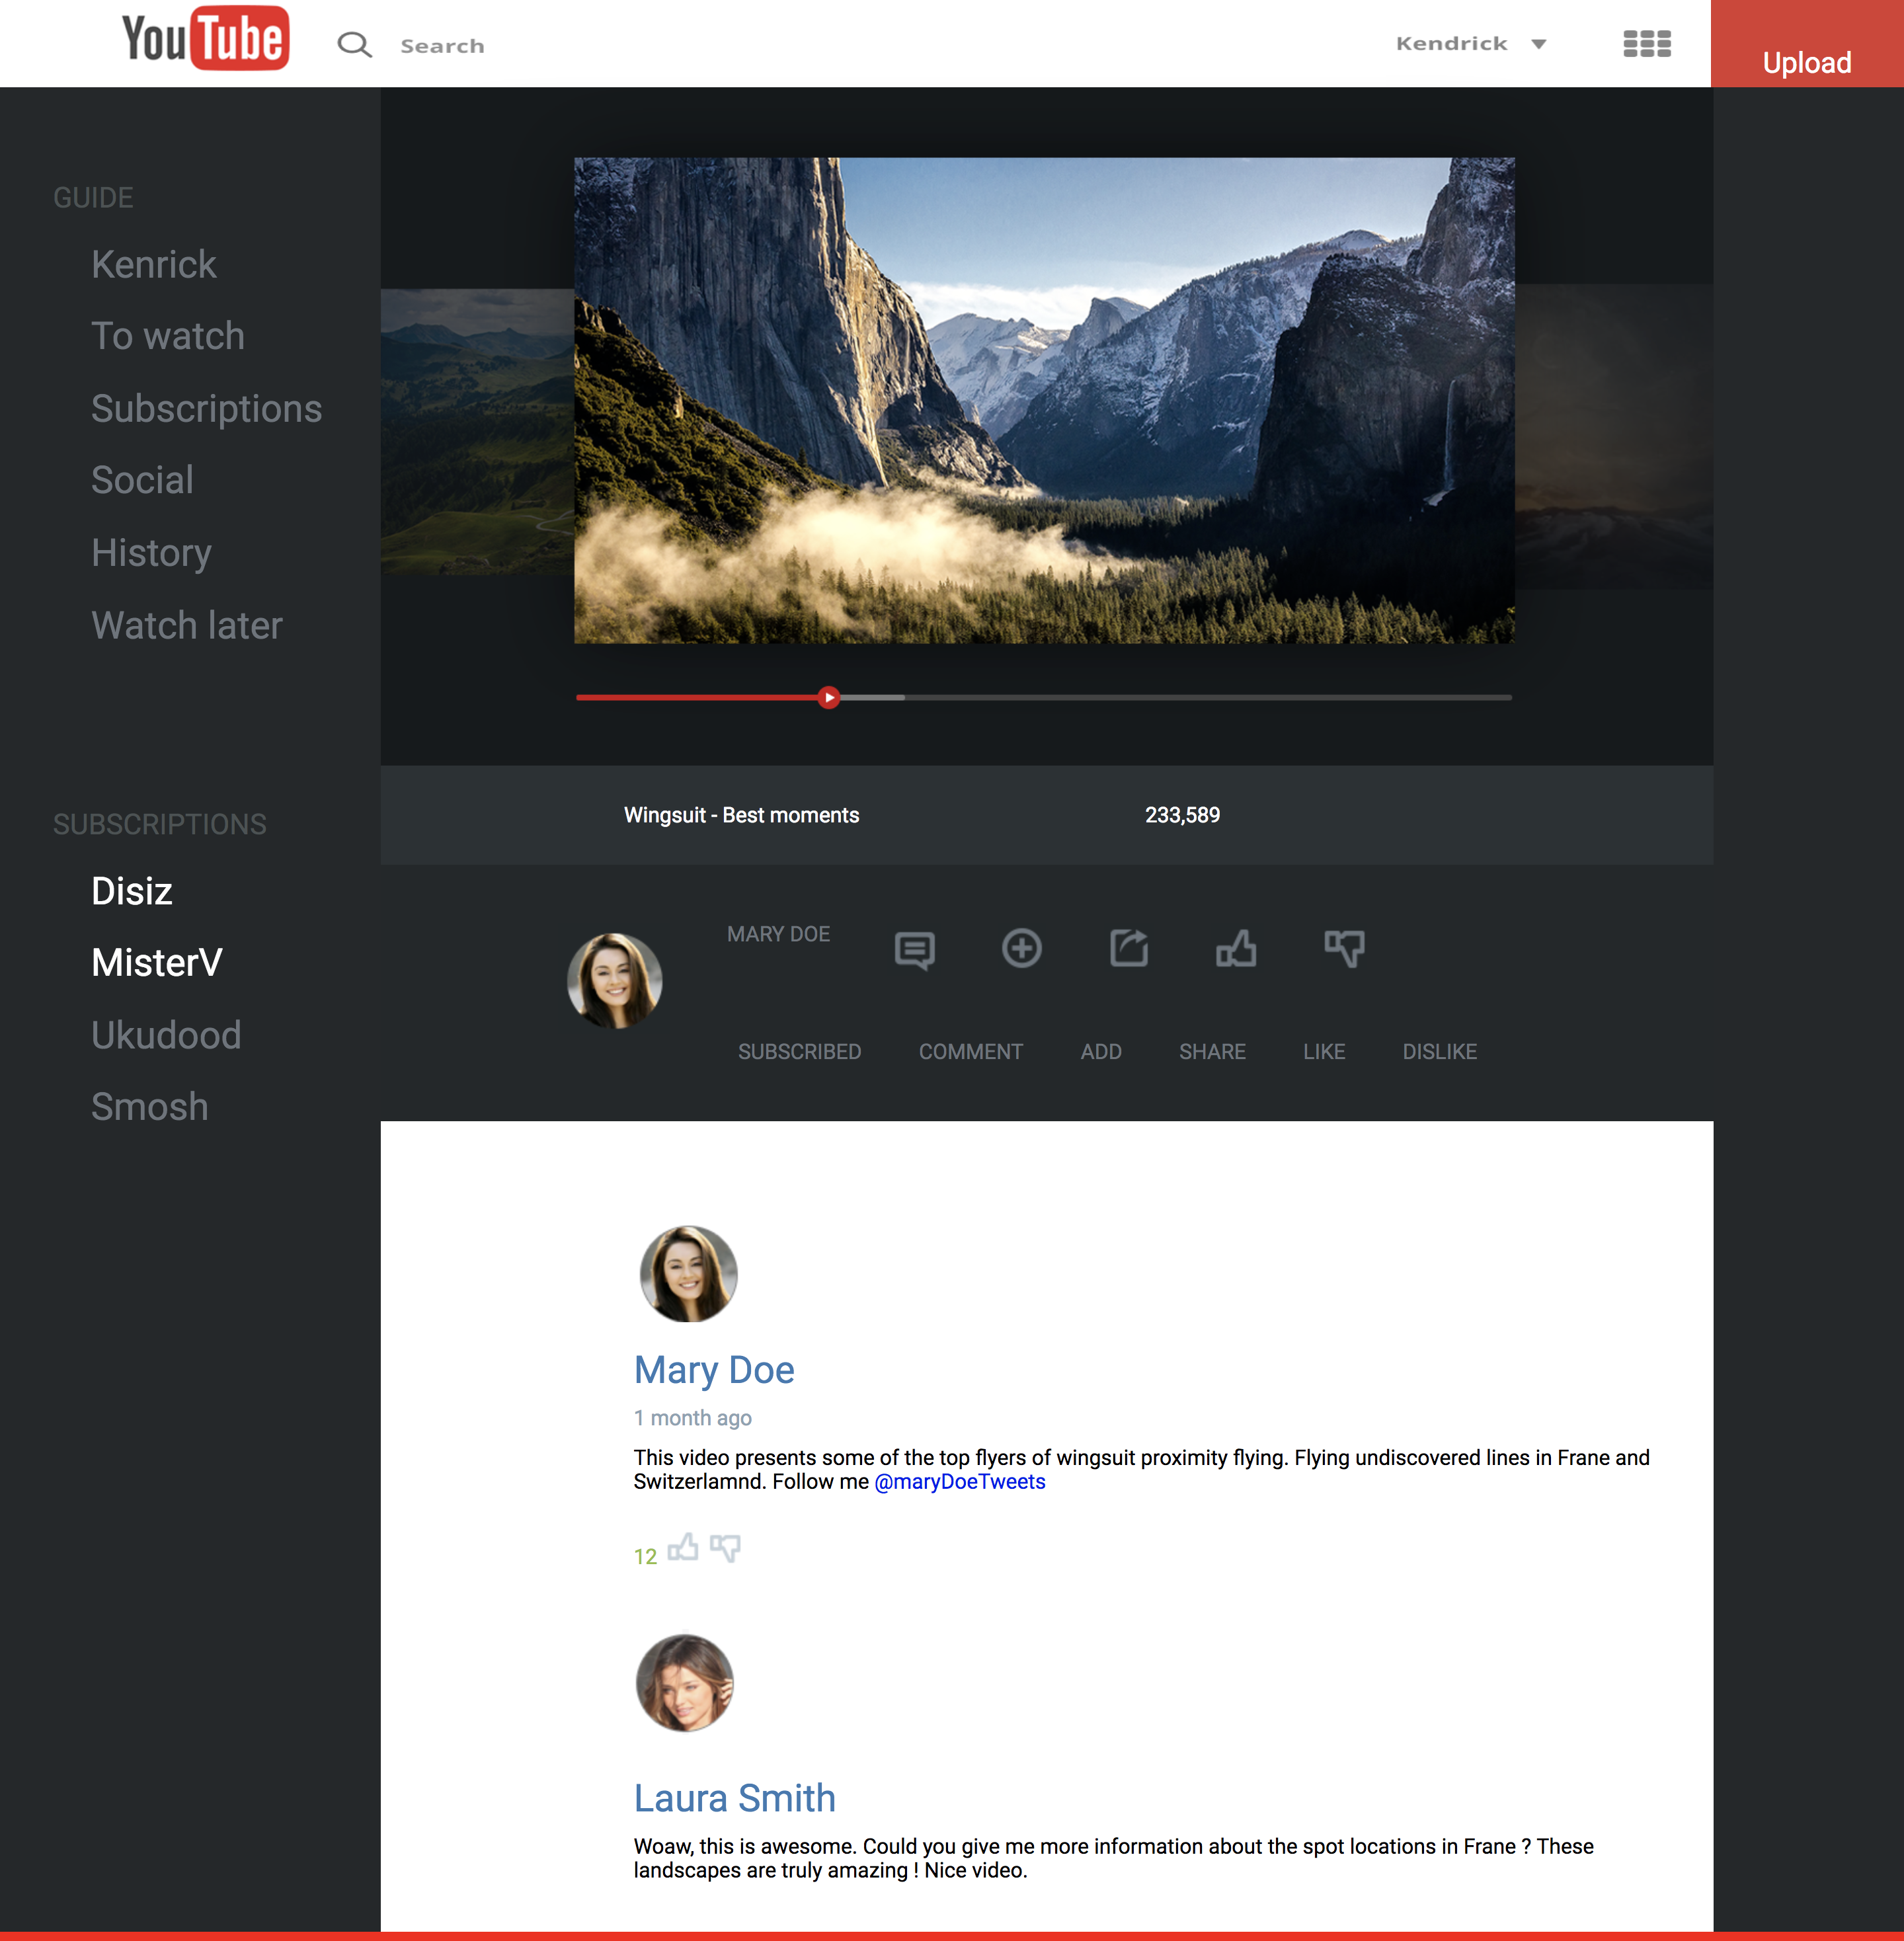 YouTube
Search
Kendrick
Upload
GUIDE
Kenrick
To watch
Subscriptions
Social
History
Watch later
SUBSCRIPTIONS
Disiz
MisterV
Ukudood
Smosh
Wingsuit - Best moments
233,589
MARY DOE
SUBSCRIBED COMMENT ADD SHARE LIKE DISLIKE
Mary Doe
1 month ago
This video presents some of the top flyers of wingsuit proximity flying. Flying undiscovered lines in Frane and
Switzerlamnd. Follow me @maryDoeTweets
12
Laura Smith
Woaw, this is awesome. Could you give me more information about the spot locations in Frane ? These
landscapes are truly amazing ! Nice video.